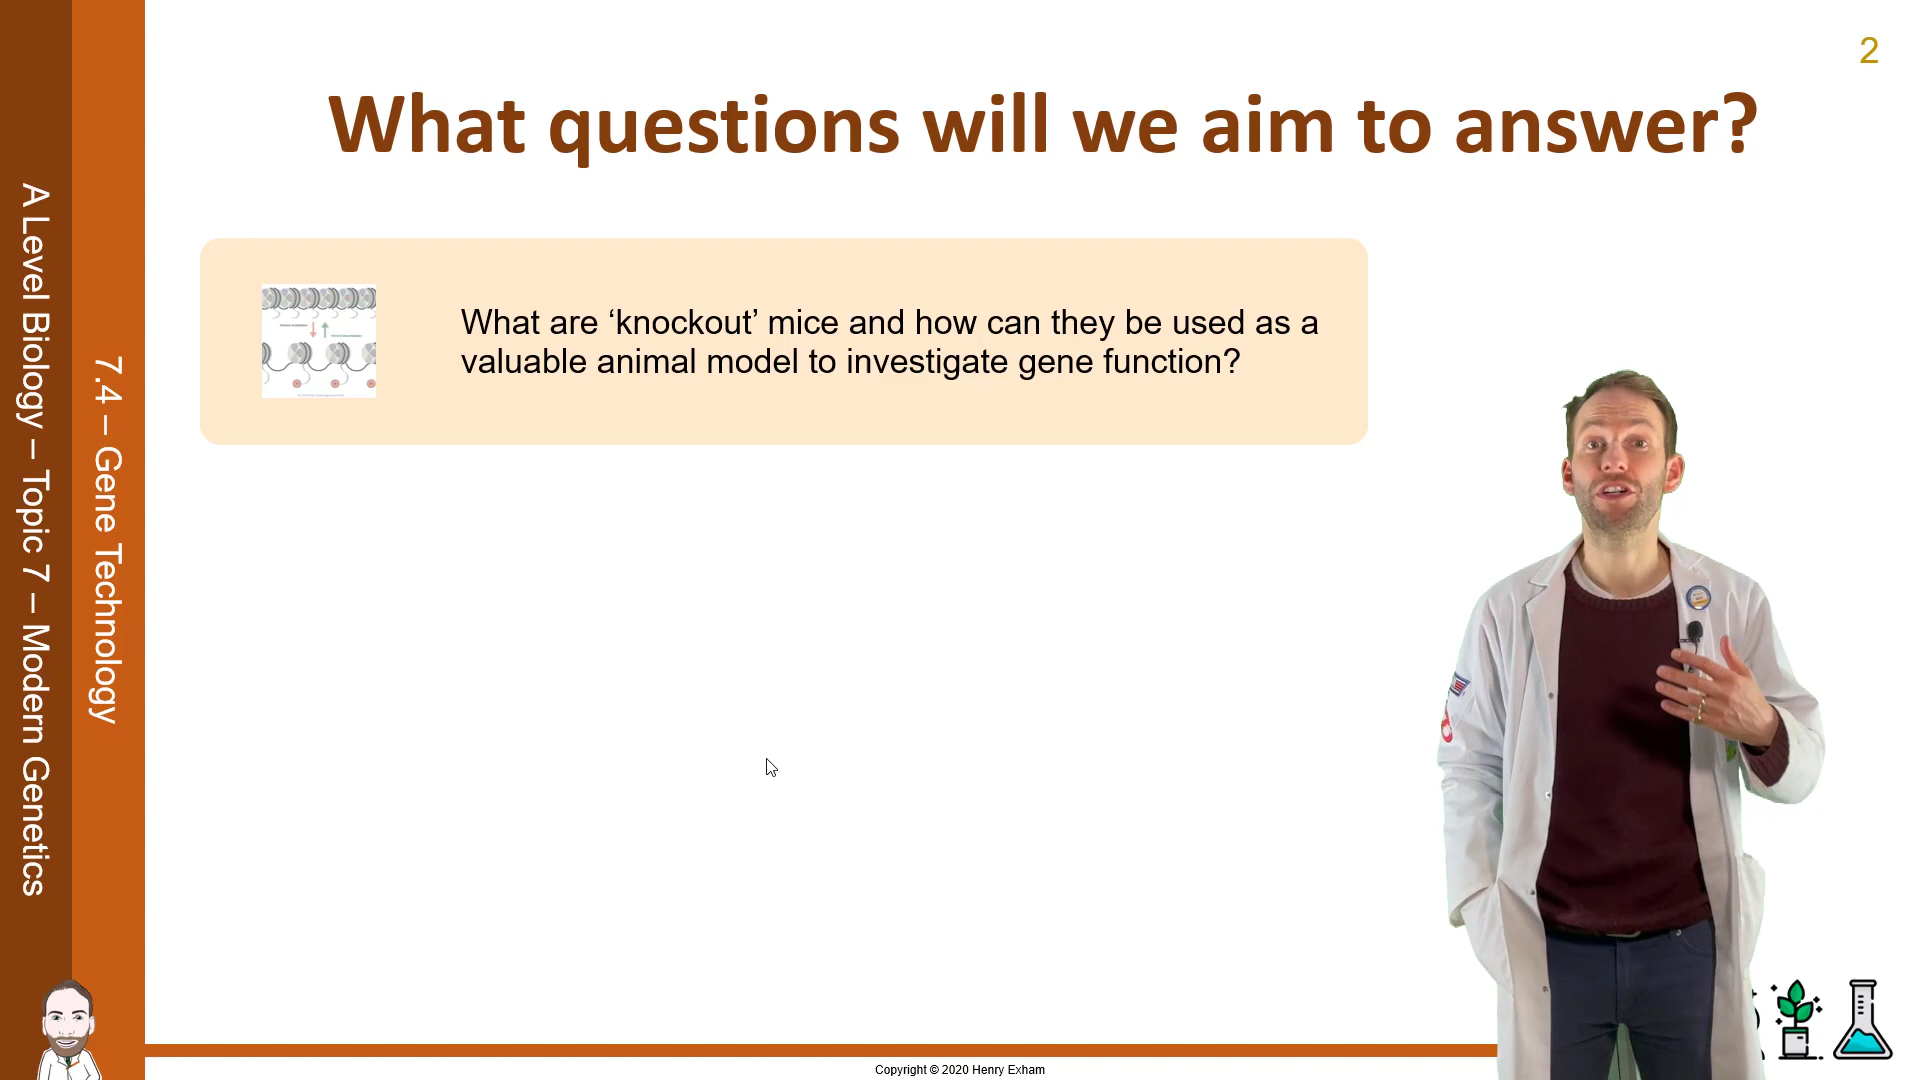 2
What questions will we aim to answer?
What are ‘knockout’ mice and how can they be used as a
valuable animal model to investigate gene function?
A Level Biology – Topic 7 – Modern Genetics
7.4 – Gene Technology
Copyright © 2020 Henry Exham